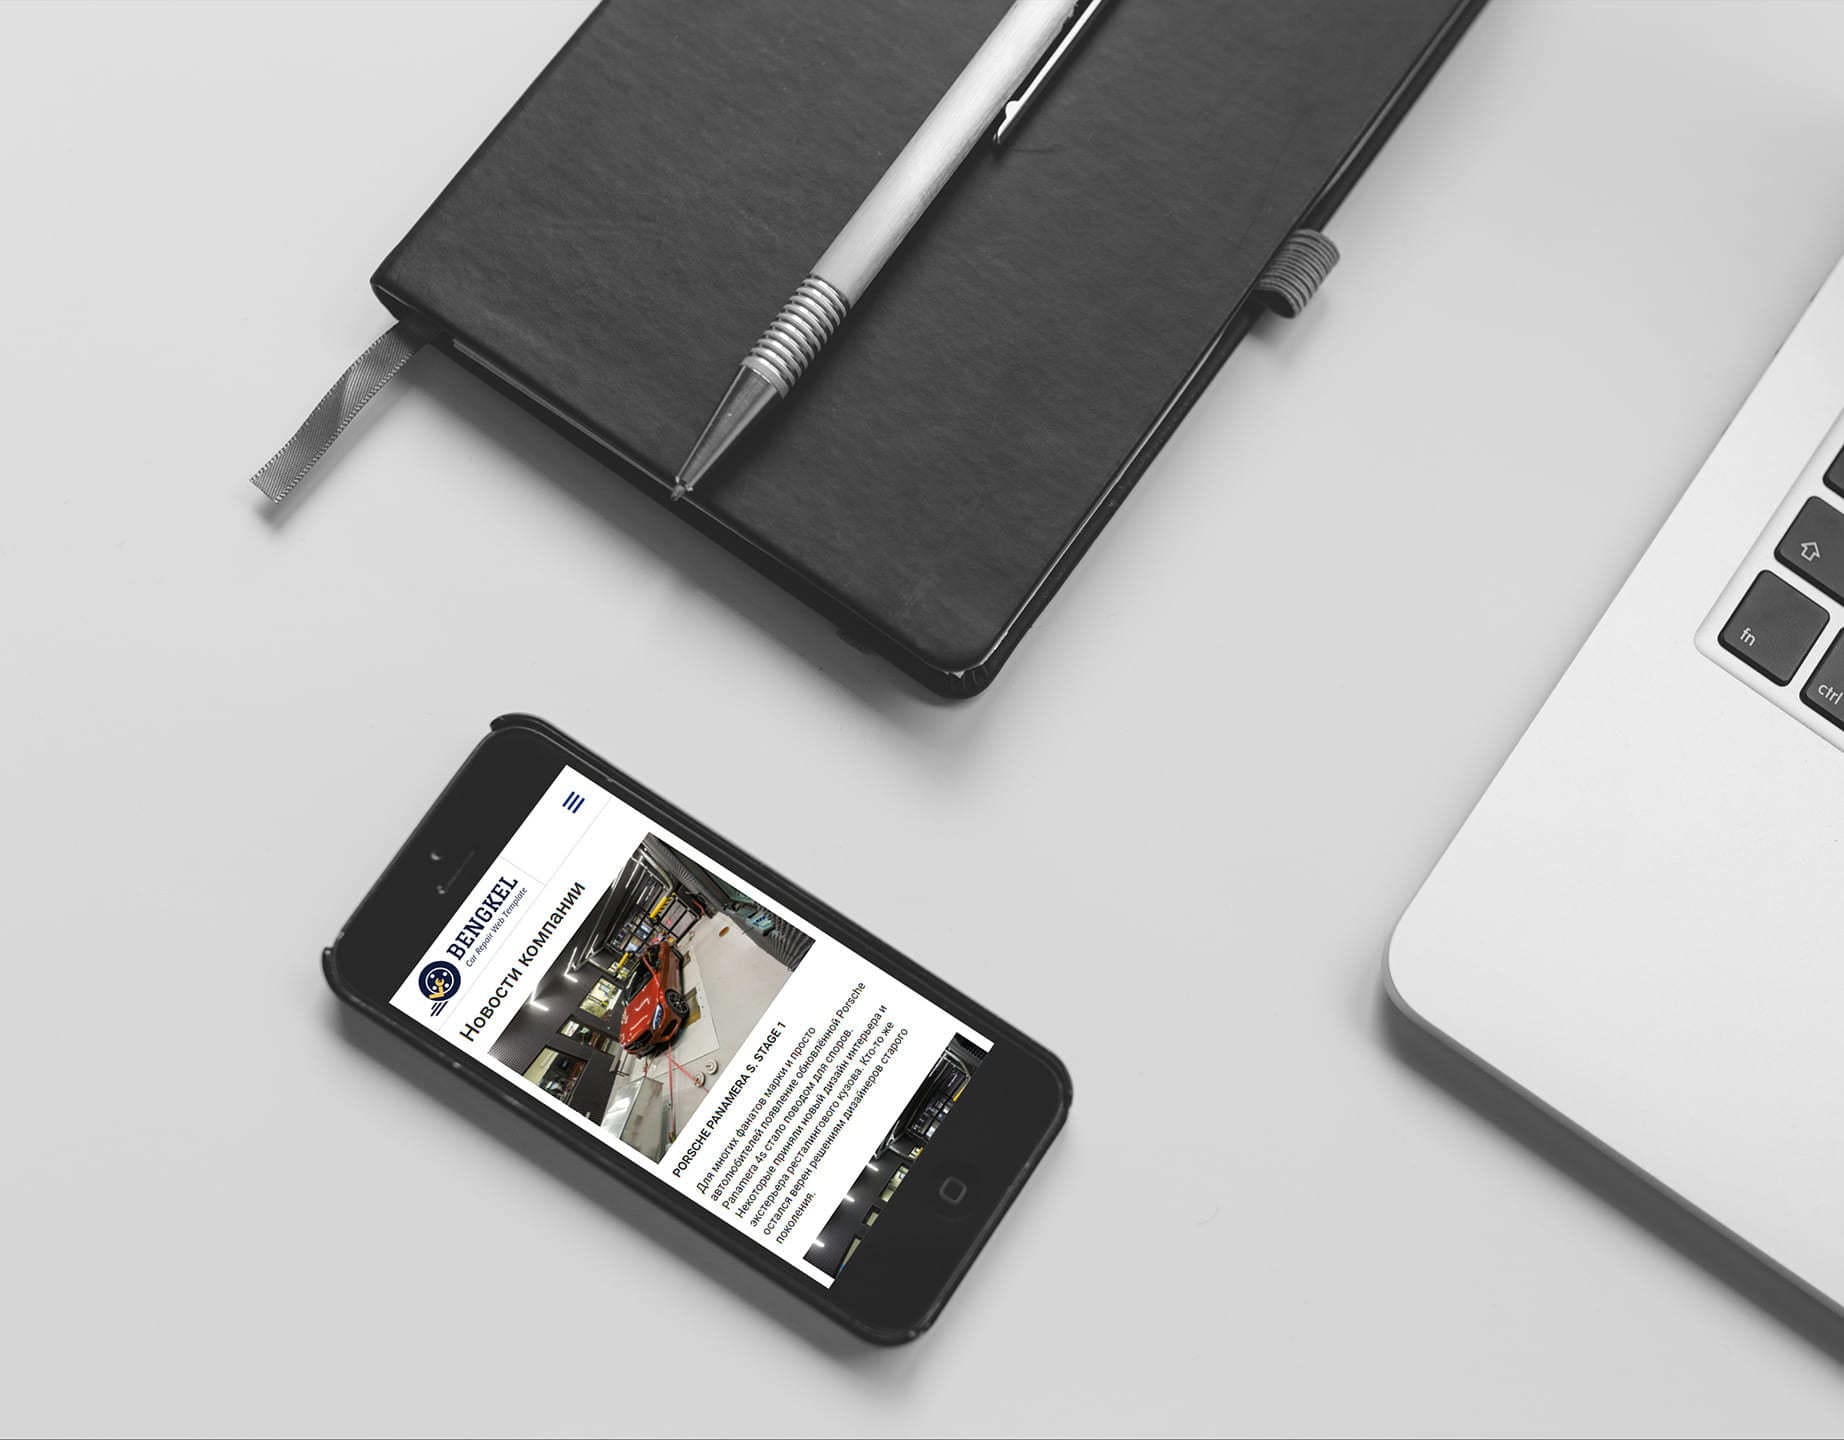 BENGKEL
Car Repair Web Template
Новости компании
PORSCHE PANAMERA S. STAGE 1
Для многих фанатов марки и просто
автолюбителей появление обновлённой Porsche
Panamera 4s стало поводом для споров.
Некоторые приняли новый дизайн интерьера и
экстерьера ресталингового кузова. Кто-то же
остался верен решениям дизайнеров старого
поколения.
fn
ctrl